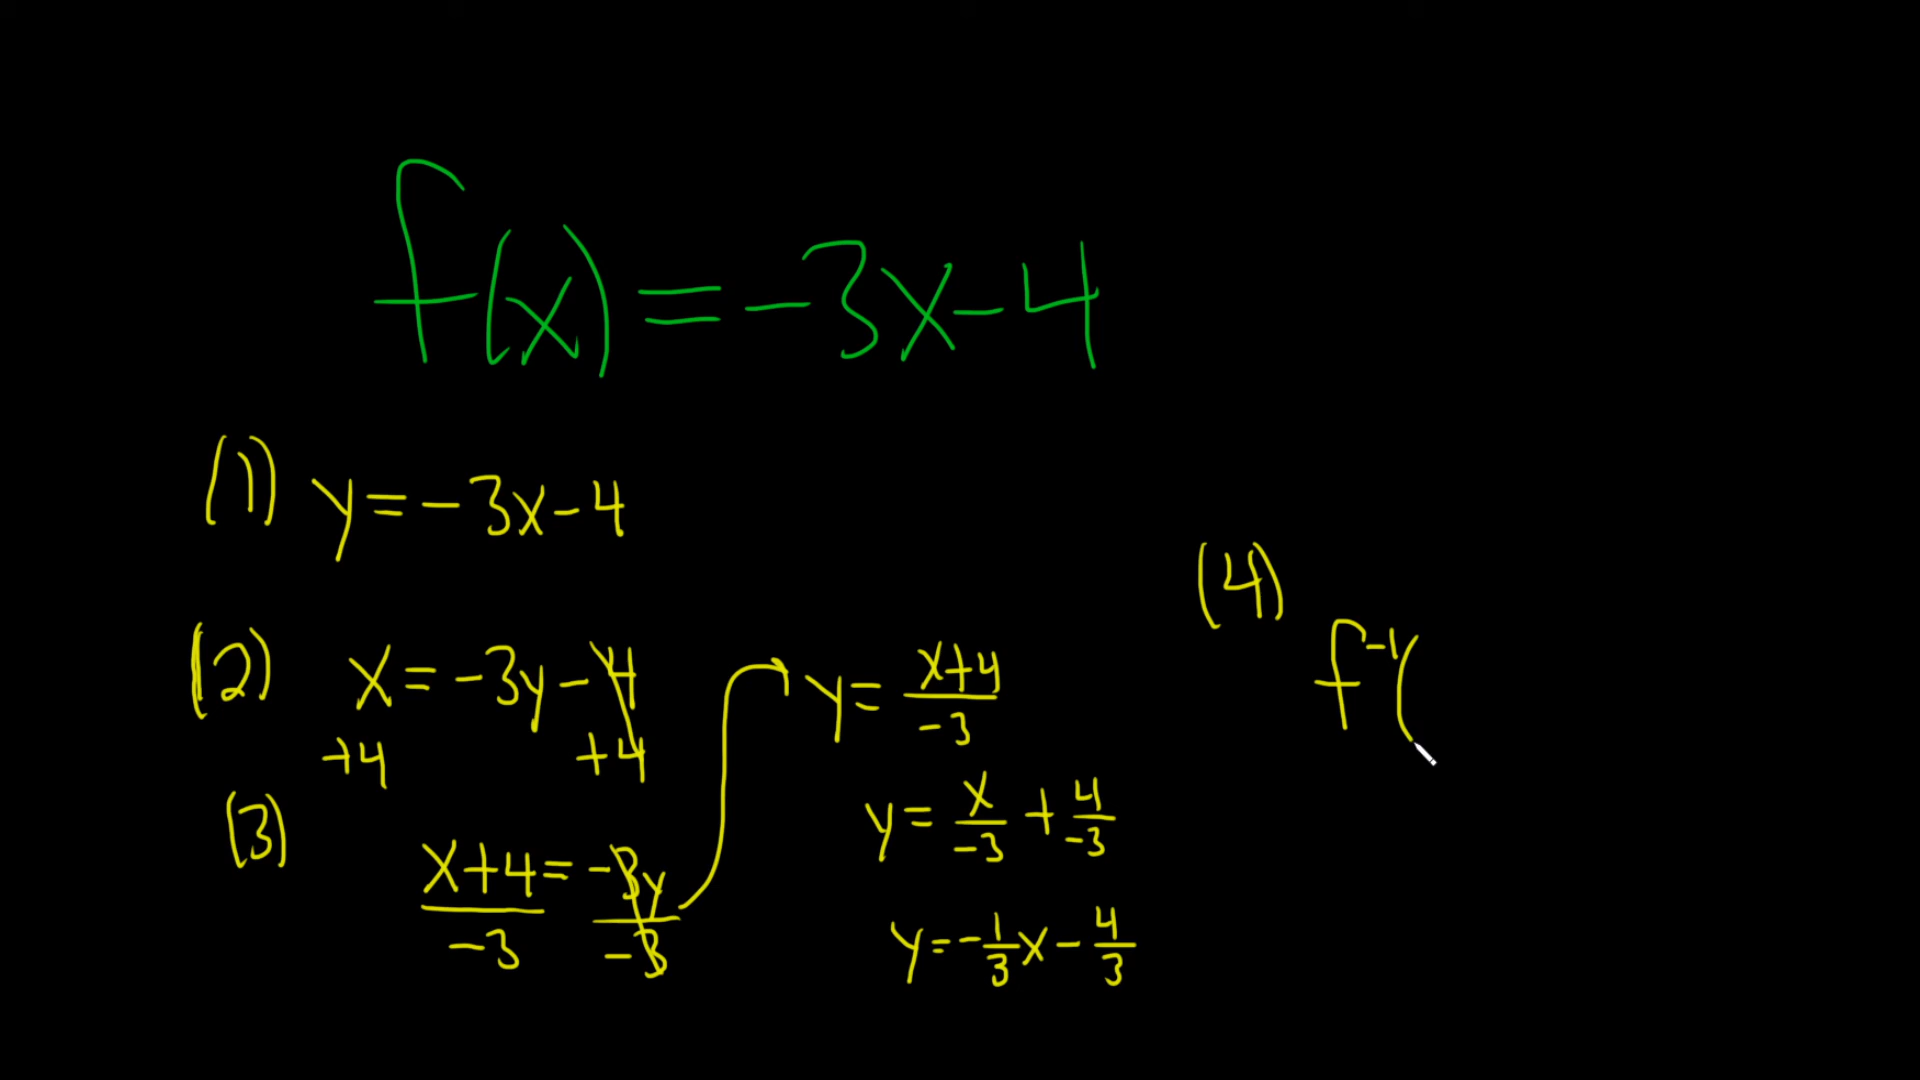 f(x) = -3x - 4
(1) y = -3x - 4
(2) x = -3y - 4
+4 +4
(3)
x+4 / -3 = -3y / -3
y = x+4 / -3
y = x/-3 + 4/-3
y = -1/3 x - 4/3
(4)
f⁻¹(